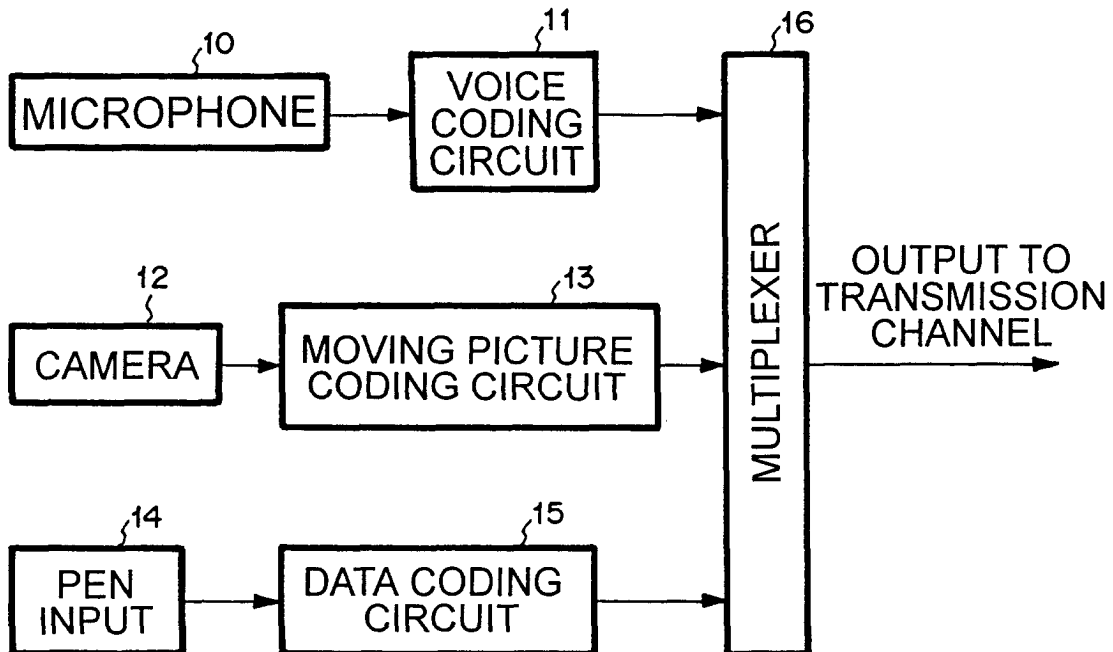 10
MICROPHONE
11
VOICE
CODING
CIRCUIT
16
MULTIPLEXER
12
CAMERA
13
MOVING PICTURE
CODING CIRCUIT
OUTPUT TO
TRANSMISSION
CHANNEL
14
PEN
INPUT
15
DATA CODING
CIRCUIT